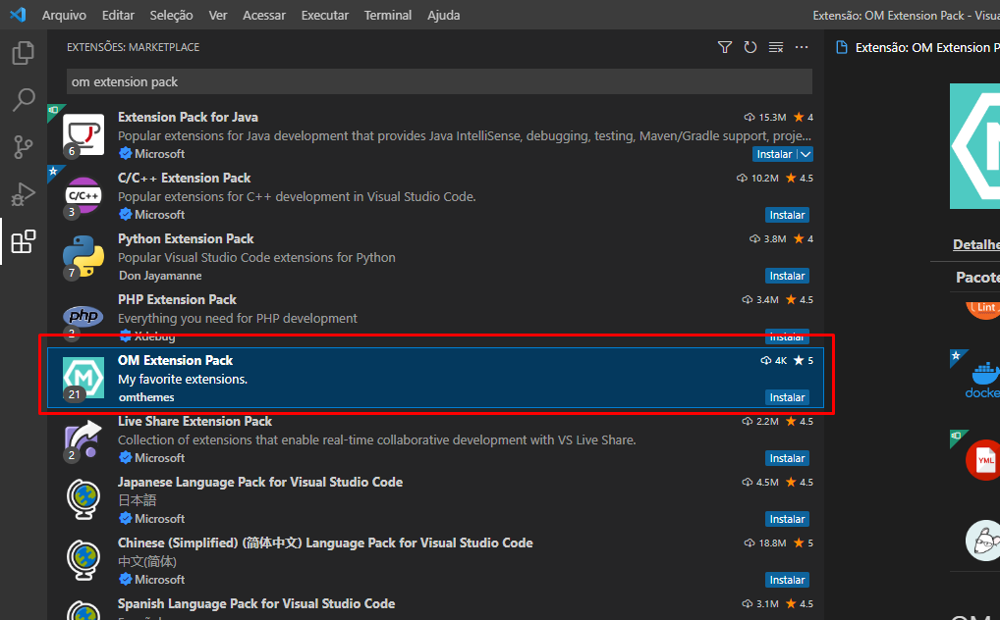 Arquivo Editar Seleção Ver Acessar Executar Terminal Ajuda
Extensão: OM Extension Pack - Visua
EXTENSÕES: MARKETPLACE
Extensão: OM Extension P
om extension pack
Extension Pack for Java 15.3M 4
Popular extensions for Java development that provides Java IntelliSense, debugging, testing, Maven/Gradle support, proje...
6 Microsoft Instalar
C/C++ Extension Pack 10.2M 4.5
C/C++ Popular extensions for C++ development in Visual Studio Code.
3 Microsoft Instalar
Python Extension Pack 3.8M 4
Popular Visual Studio Code extensions for Python
7 Don Jayamanne Instalar
PHP Extension Pack 3.4M 4.5
php Everything you need for PHP development
2 Xdebug Instalar
OM Extension Pack 4K 5
M My favorite extensions.
21 omthemes Instalar
Live Share Extension Pack 2.2M 4.5
Collection of extensions that enable real-time collaborative development with VS Live Share.
2 Microsoft Instalar
Japanese Language Pack for Visual Studio Code 4.5M 4.5
日本語
Microsoft Instalar
Chinese (Simplified) (简体中文) Language Pack for Visual Studio Code 18.8M 5
中文(简体)
Microsoft Instalar
Spanish Language Pack for Visual Studio Code 3.1M 4.5
Detalhe
Pacote
Lint
docke
YML